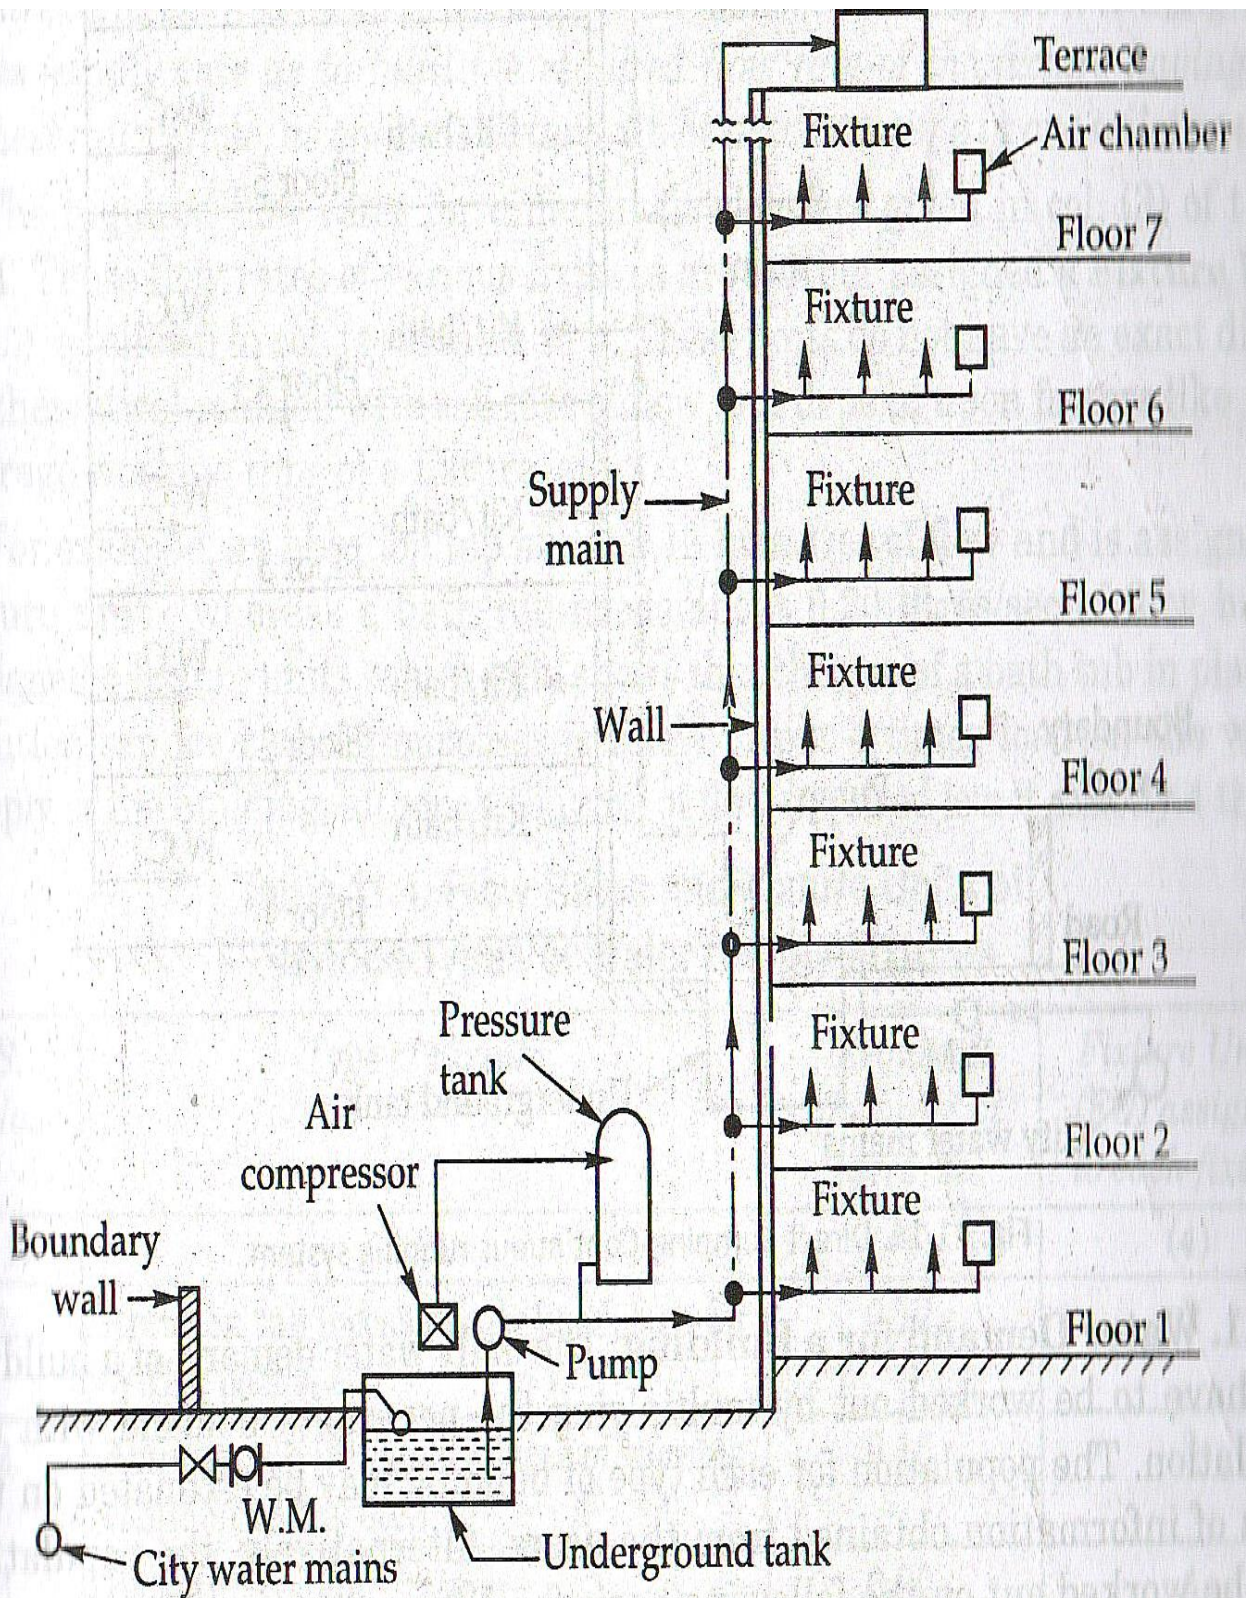 Terrace
Fixture
Air chamber
Floor 7
Fixture
Floor 6
Supply
main
Fixture
Floor 5
Fixture
Wall
Floor 4
Fixture
Floor 3
Pressure
tank
Fixture
Air
compressor
Floor 2
Fixture
Boundary
wall
Floor 1
Pump
W.M.
City water mains
Underground tank